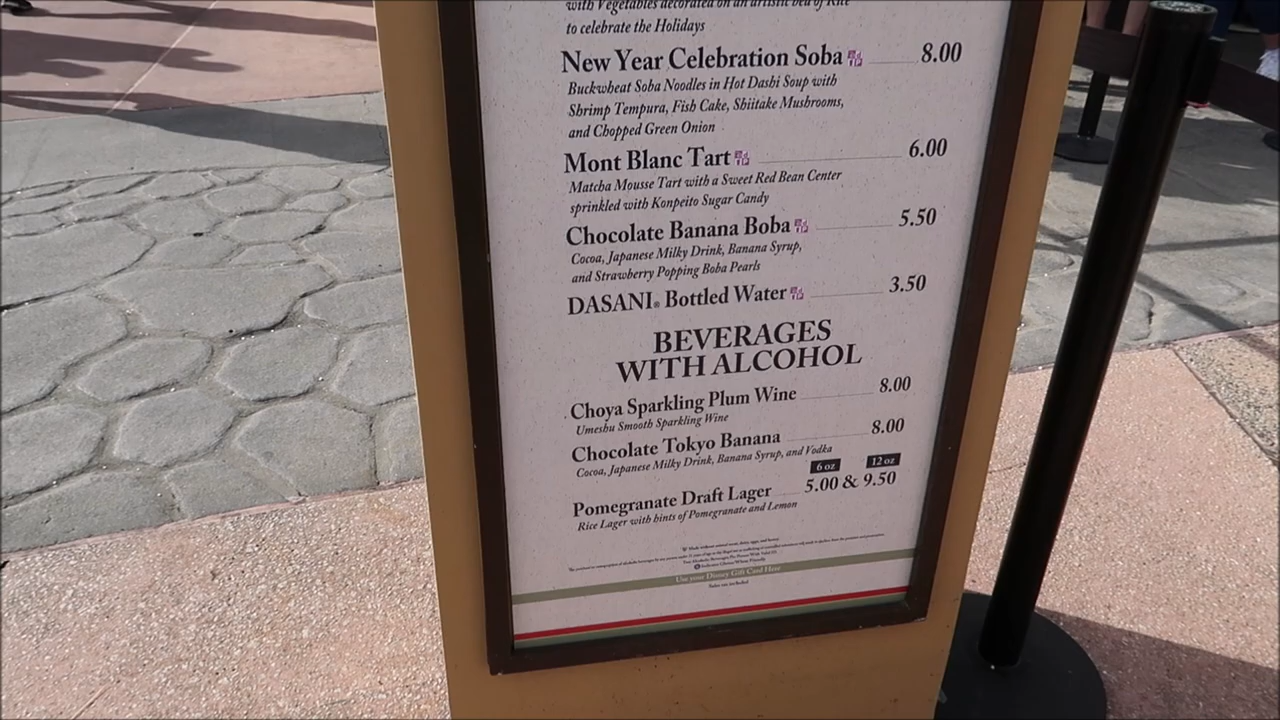 with Vegetables decorated on an artistic bed of Rice
to celebrate the Holidays
New Year Celebration Soba 8.00
Buckwheat Soba Noodles in Hot Dashi Soup with
Shrimp Tempura, Fish Cake, Shiitake Mushrooms,
and Chopped Green Onion
Mont Blanc Tart 6.00
Matcha Mousse Tart with a Sweet Red Bean Center
sprinkled with Konpeito Sugar Candy
Chocolate Banana Boba 5.50
Cocoa, Japanese Milky Drink, Banana Syrup,
and Strawberry Popping Boba Pearls
DASANI® Bottled Water 3.50
BEVERAGES
WITH ALCOHOL
Choya Sparkling Plum Wine 8.00
Umeshu Smooth Sparkling Wine
Chocolate Tokyo Banana 8.00
Cocoa, Japanese Milky Drink, Banana Syrup, and Vodka
6 oz 12 oz
Pomegranate Draft Lager 5.00 & 9.50
Rice Lager with hints of Pomegranate and Lemon
Use your Disney Gift Card Here